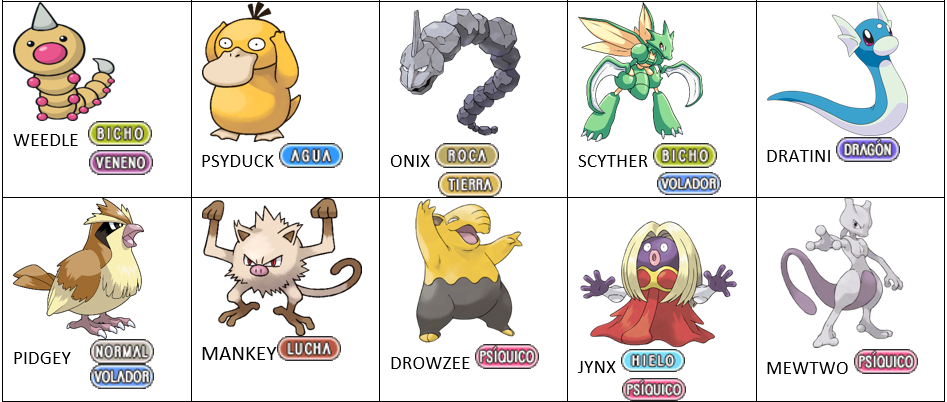 WEEDLE BICHO
VENENO
PSYDUCK AGUA
ONIX ROCA
TIERRA
SCYTHER BICHO
VOLADOR
DRATINI DRAGÓN
PIDGEY NORMAL
VOLADOR
MANKEY LUCHA
DROWZEE PSÍQUICO
JYNX HIELO
PSÍQUICO
MEWTWO PSÍQUICO